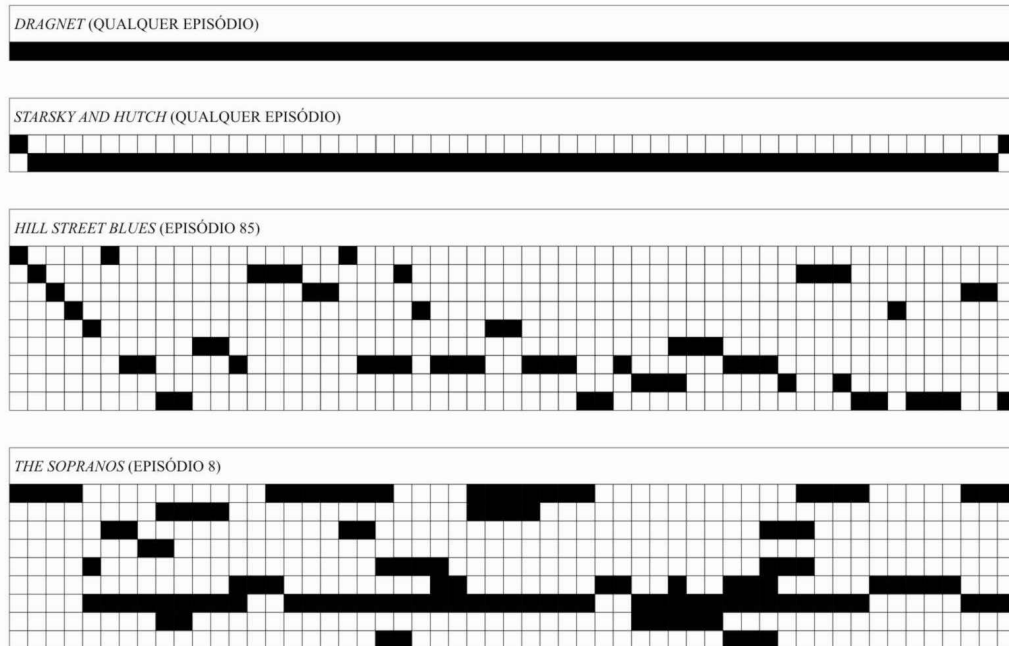 DRAGNET (QUALQUER EPISÓDIO)
STARSKY AND HUTCH (QUALQUER EPISÓDIO)
HILL STREET BLUES (EPISÓDIO 85)
THE SOPRANOS (EPISÓDIO 8)